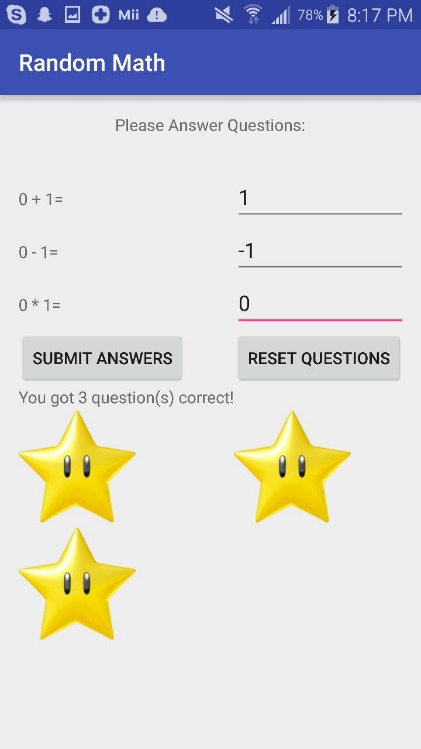 Mii 78% 8:17 PM
Random Math
Please Answer Questions:
0 + 1= 1
0 - 1= -1
0 * 1= 0
SUBMIT ANSWERS RESET QUESTIONS
You got 3 question(s) correct!